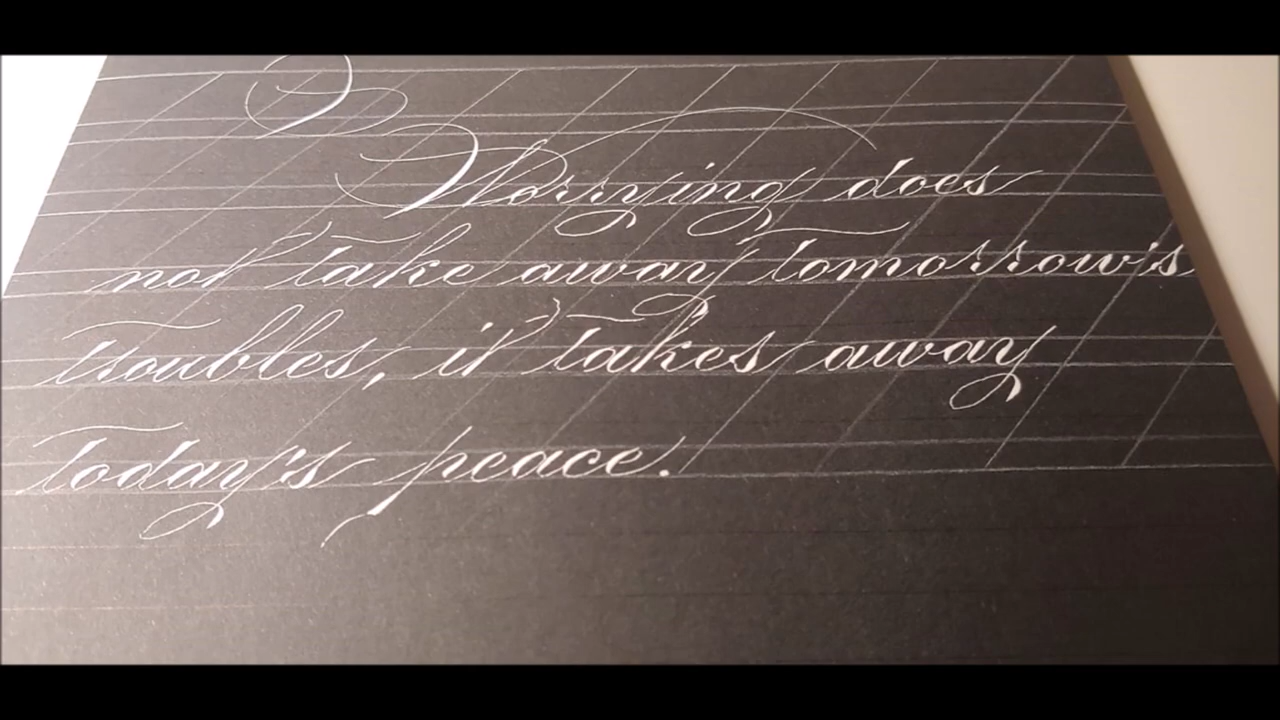 Worrying does
not take away tomorrow's
troubles, it takes away
today's peace.